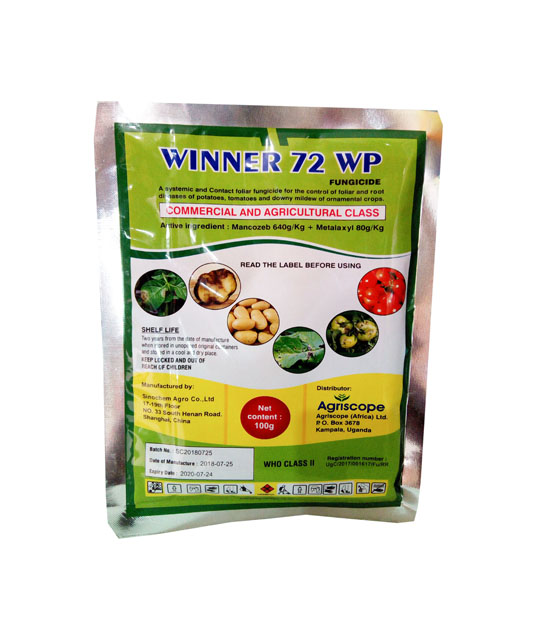 WINNER 72 WP
FUNGICIDE
A systemic and Contact foliar fungicide for the control of foliar and root
diseases of potatoes, tomatoes and downy mildew of ornamental crops.
COMMERCIAL AND AGRICULTURAL CLASS
Active ingredient : Mancozeb 640g/Kg + Metalaxyl 80g/Kg
READ THE LABEL BEFORE USING
SHELF LIFE
Two years from the date of manufacture
when stored in unopened original containers
and stored in a cool and dry place.
KEEP LOCKED AND OUT OF
REACH OF CHILDREN
Manufactured by:
Sinochem Agro Co.,Ltd
17-19th Floor
NO. 33 South Henan Road.
Shanghai, China
Net
content :
100g
Distributor:
Agriscope
Agriscope (Africa) Ltd.
P.O. Box 3678
Kampala, Uganda
Batch No. : SC20180725
Date of Manufacture : 2018-07-25
Expiry Date : 2020-07-24
WHO CLASS II
Registration number :